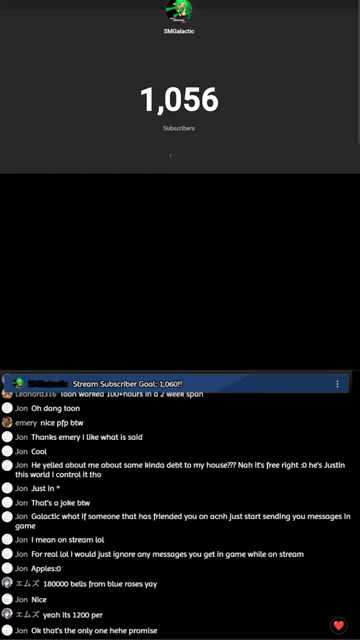 SMGalactic
1,056
Subscribers
SMGalactic Stream Subscriber Goal: 1,060!!
Leonard316 Toon worked 100+hours in a 2 week span
Jon Oh dang toon
emery nice pfp btw
Jon Thanks emery I like what is said
Jon Cool
Jon He yelled about me about some kinda debt to my house??? Nah it's free right :0 he's Justin
this world I control it tho
Jon Just in *
Jon That's a joke btw
Jon Galactic what if someone that has friended you on acnh just start sending you messages in
game
Jon I mean on stream lol
Jon For real lol I would just ignore any messages you get in game while on stream
Jon Apples:0
エムズ 180000 bells from blue roses yay
Jon Nice
エムズ yeah its 1200 per
Jon Ok that's the only one hehe promise